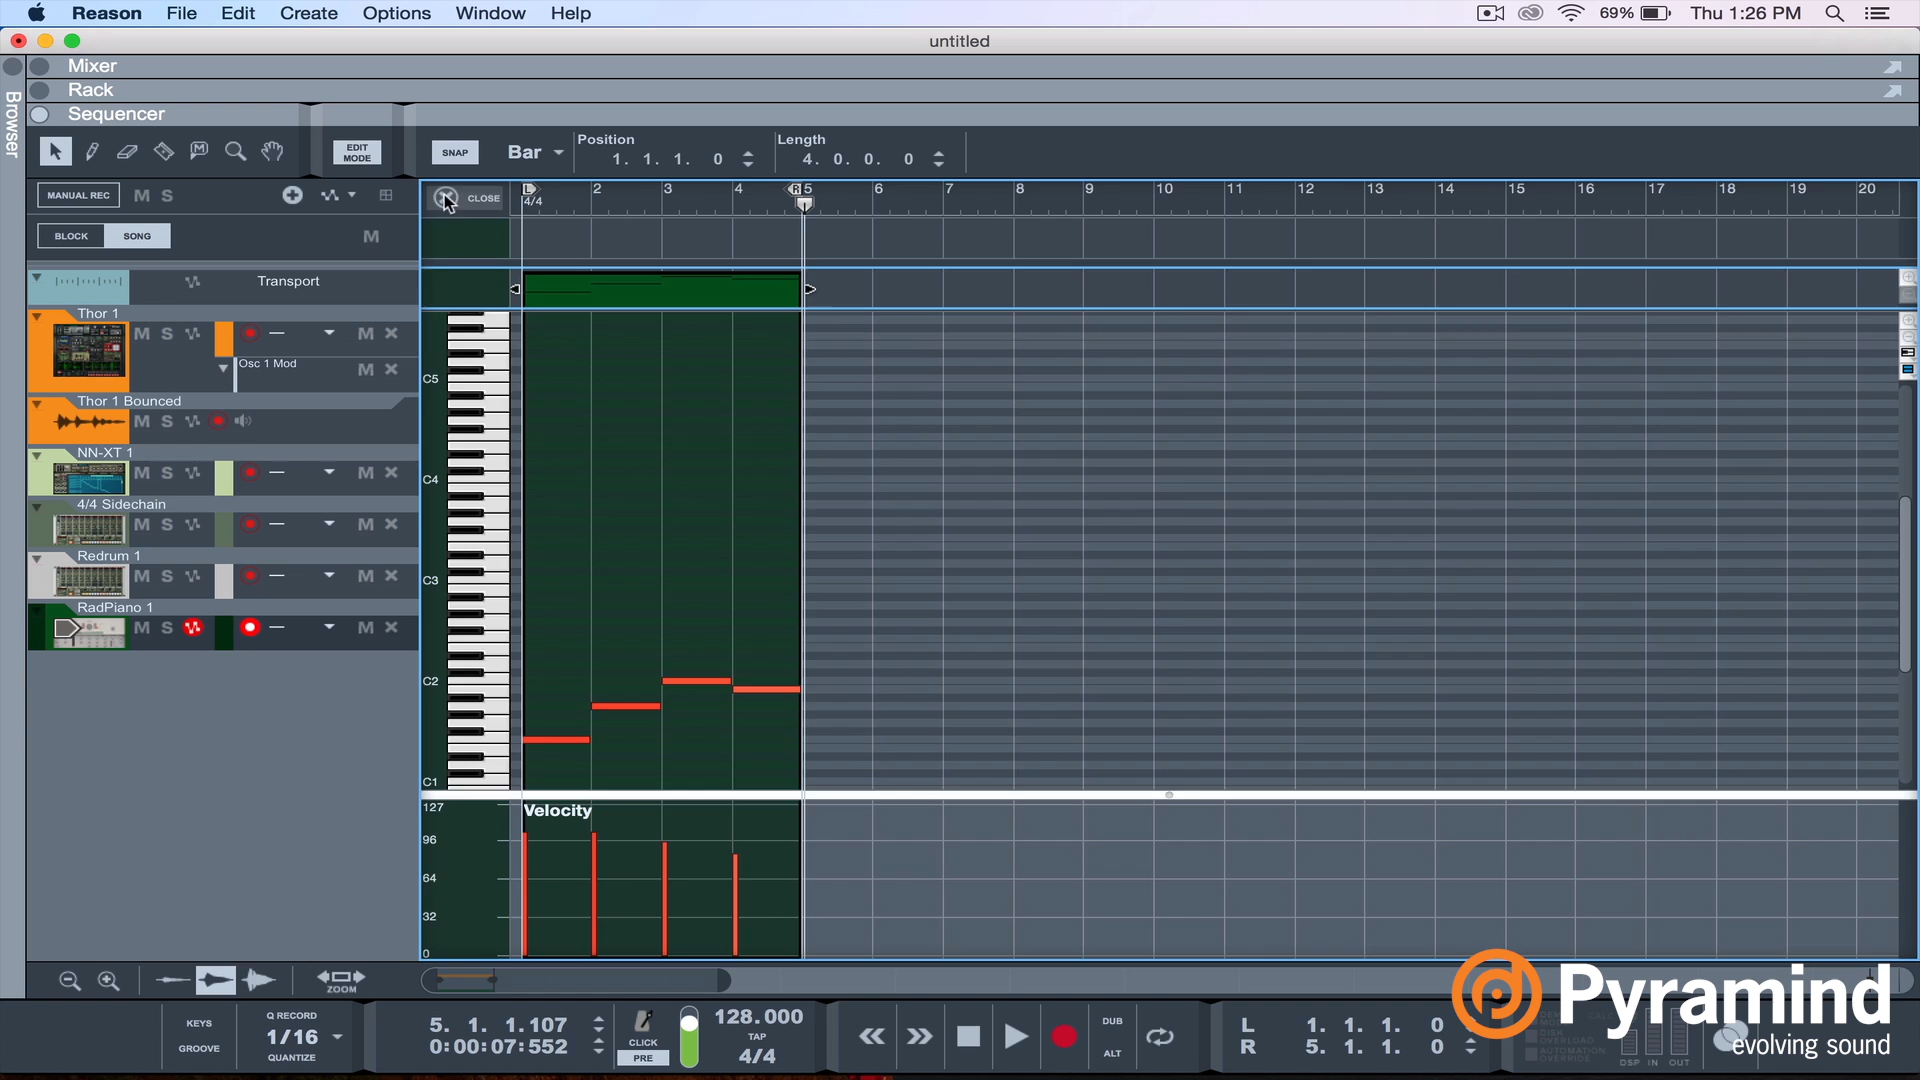 Reason File Edit Create Options Window Help
69% Thu 1:26 PM
untitled
Browser
Mixer
Rack
Sequencer
EDIT MODE
SNAP
Bar
Position
1. 1. 1. 0
Length
4. 0. 0. 0
MANUAL REC M S
CLOSE
L 2 3 4 R 5 6 7 8 9 10 11 12 13 14 15 16 17 18 19 20
4/4
BLOCK SONG M
Transport
Thor 1
M S M
Osc 1 Mod M
Thor 1 Bounced
M S
NN-XT 1
M S M
4/4 Sidechain
M S M
Redrum 1
M S M
RadPiano 1
M S M
C5
C4
C3
C2
C1
127
Velocity
96
64
32
0
ZOOM
KEYS
GROOVE
Q RECORD
1/16
QUANTIZE
5. 1. 1.107
0:00:07:552
CLICK
PRE
128.000
TAP
4/4
DUB
ALT
L 1. 1. 1. 0
R 5. 1. 1. 0
DSP IN OUT
Pyramind
evolving sound